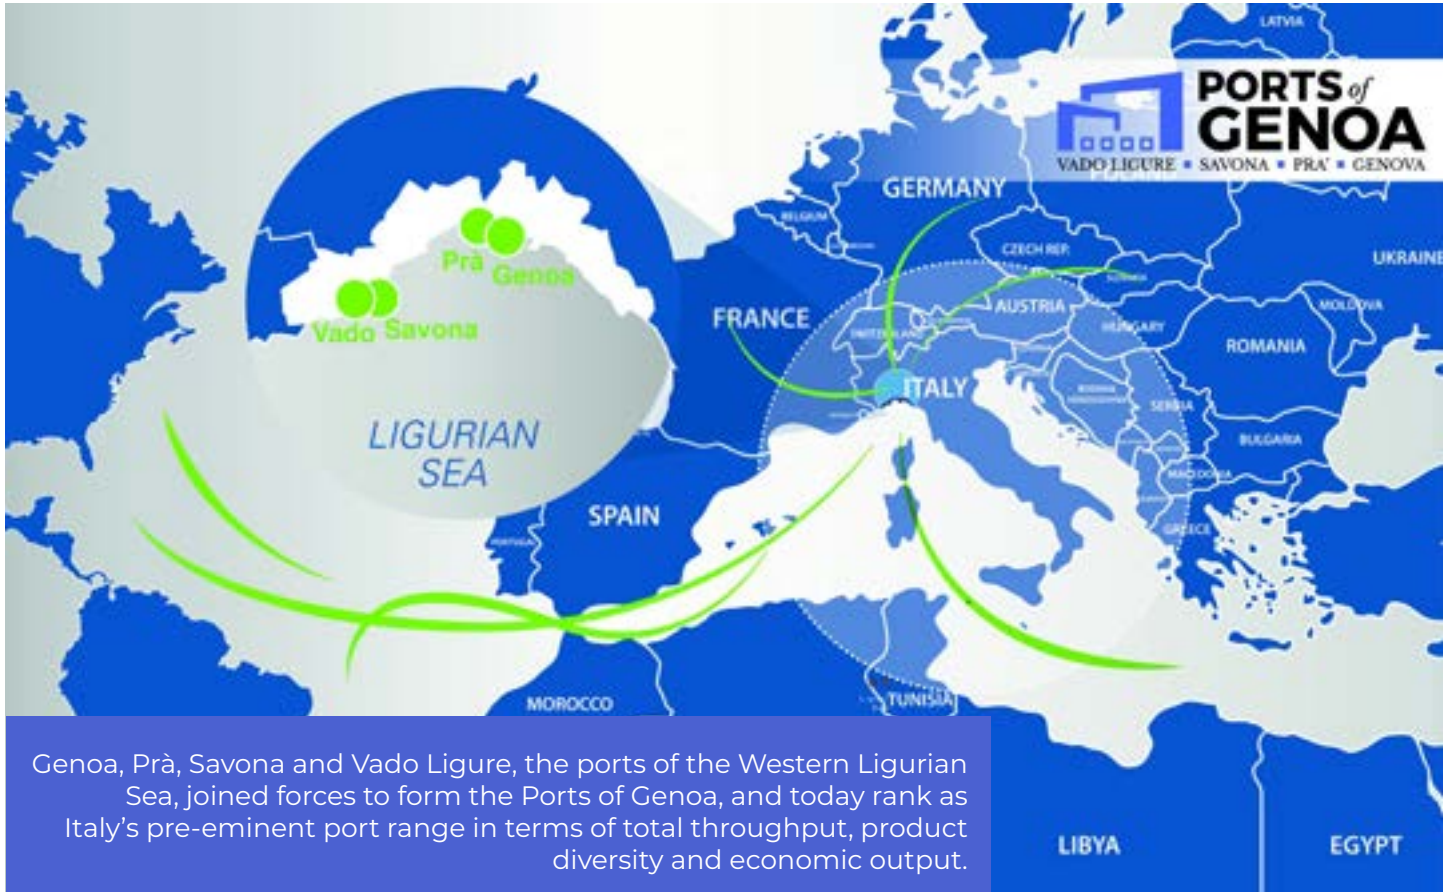 LATVIA
PORTS of
GENOA
VADO LIGURE ▪ SAVONA ▪ PRA' ▪ GENOVA
GERMANY
BELGIUM
CZECH REP.
UKRAINE
Prà
Genoa
Vado
Savona
FRANCE
AUSTRIA
MOLDOVA
HUNGARY
ROMANIA
ITALY
SERBIA
LIGURIAN
SEA
BULGARIA
MACEDONIA
SPAIN
GREECE
PORTUGAL
MOROCCO
TUNISIA
Genoa, Prà, Savona and Vado Ligure, the ports of the Western Ligurian
Sea, joined forces to form the Ports of Genoa, and today rank as
Italy's pre-eminent port range in terms of total throughput, product
diversity and economic output.
LIBYA
EGYPT